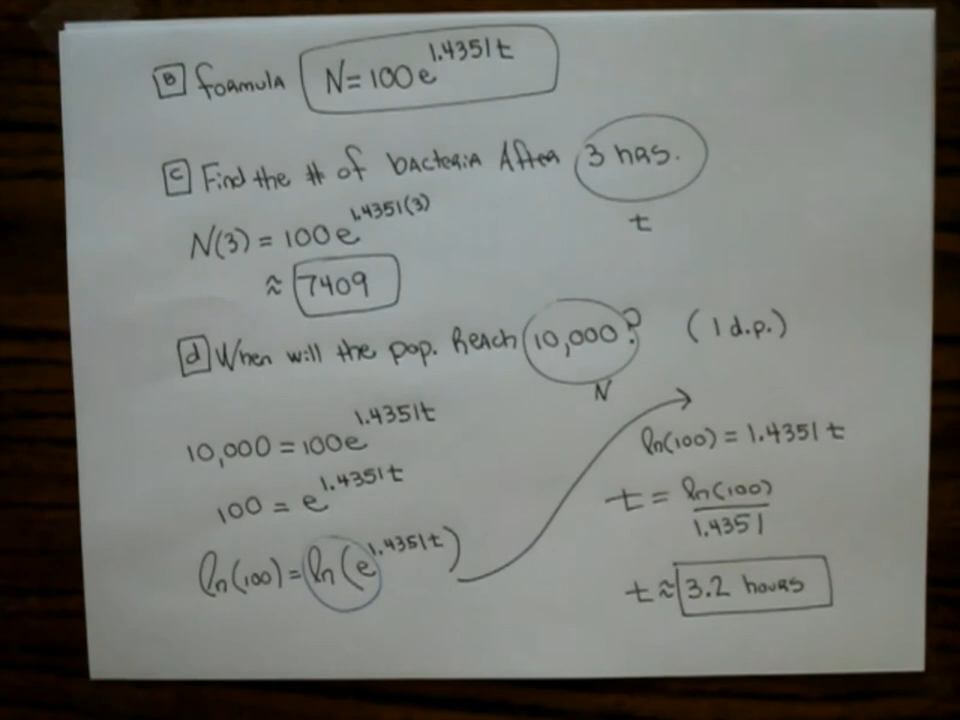 B Formula N=100e^1.4351t
C Find the # of bacteria After 3 hrs.
t
N(3) = 100e^1.4351(3)
≈ 7409
d When will the pop. Reach 10,000? (1 d.p.)
N
10,000 = 100e^1.4351t
100 = e^1.4351t
ln(100) = ln(e^1.4351t)
ln(100) = 1.4351t
t = ln(100)/1.4351
t ≈ 3.2 hours